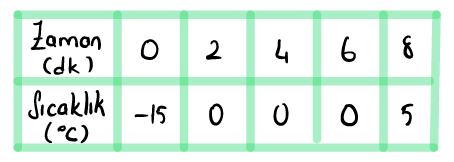 Zaman (dk) 0 2 4 6 8
Sıcaklık (°C) -15 0 0 0 5